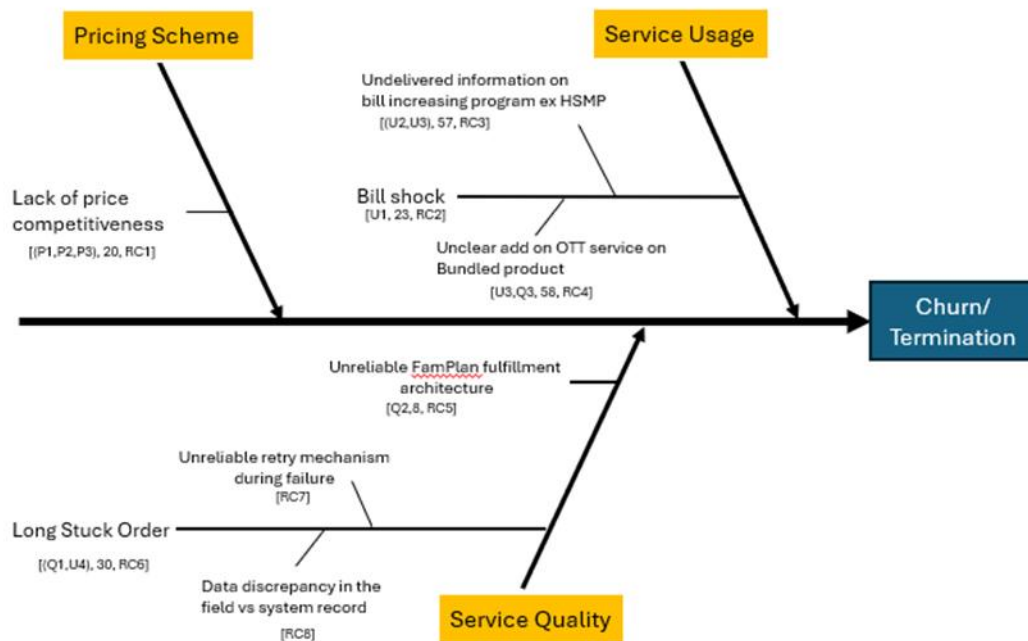 Pricing Scheme
Service Usage
Undelivered information on
bill increasing program ex HSMP
[(U2,U3), 57, RC3]
Lack of price
competitiveness
[(P1,P2,P3), 20, RC1]
Bill shock
[U1, 23, RC2]
Unclear add on OTT service on
Bundled product
[U3,Q3, 58, RC4]
Churn/
Termination
Unreliable FamPlan fulfillment
architecture
[Q2,8, RC5]
Unreliable retry mechanism
during failure
[RC7]
Long Stuck Order
[(Q1,U4), 30, RC6]
Data discrepancy in the
field vs system record
[RC8]
Service Quality